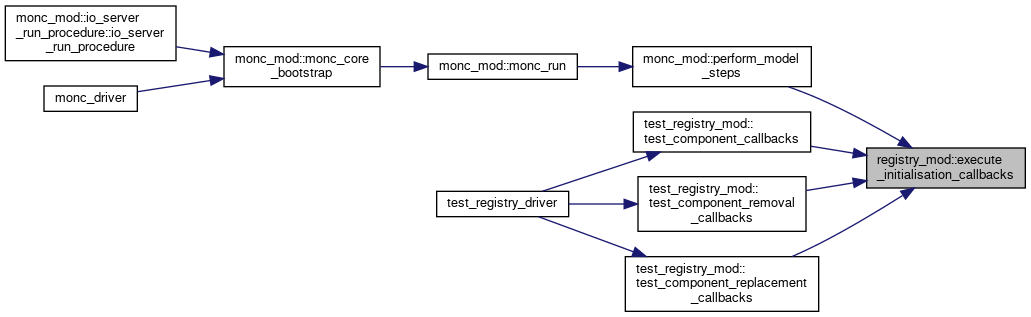 monc_mod::io_server
_run_procedure::io_server
_run_procedure
monc_driver
monc_mod::monc_core
_bootstrap
monc_mod::monc_run
monc_mod::perform_model
_steps
test_registry_mod::
test_component_callbacks
test_registry_driver
test_registry_mod::
test_component_removal
_callbacks
test_registry_mod::
test_component_replacement
_callbacks
registry_mod::execute
_initialisation_callbacks